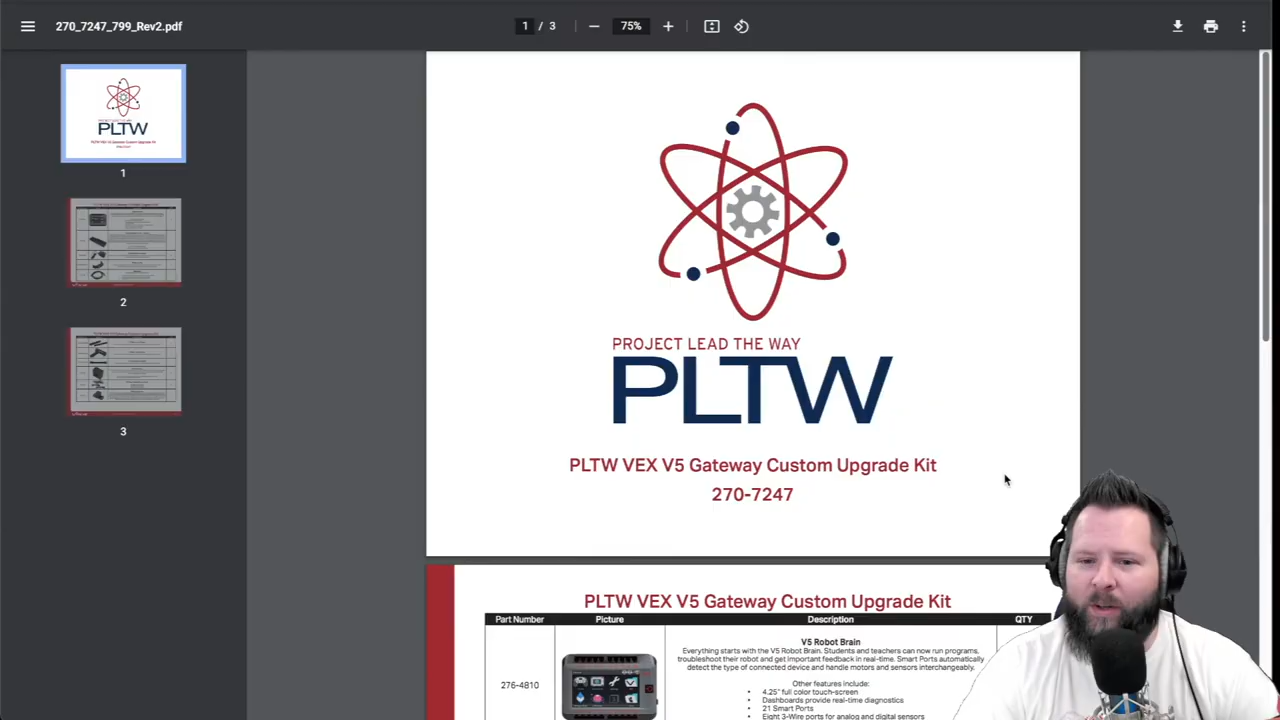 270_7247_799_Rev2.pdf
1 / 3
75%
1
2
3
PROJECT LEAD THE WAY
PLTW
PLTW VEX V5 Gateway Custom Upgrade Kit
270-7247
PLTW VEX V5 Gateway Custom Upgrade Kit
Part Number Picture Description QTY
276-4810
V5 Robot Brain
Everything starts with the V5 Robot Brain. Students and teachers can now run programs,
troubleshoot their robot and get important feedback in real-time. Smart Ports automatically
detect the type of connected device and handle motors and sensors interchangeably.
Other features include:
• 4.25" full color touch-screen
• Dashboards provide real-time diagnostics
• 21 Smart Ports
• Eight 3-Wire ports for analog and digital sensors